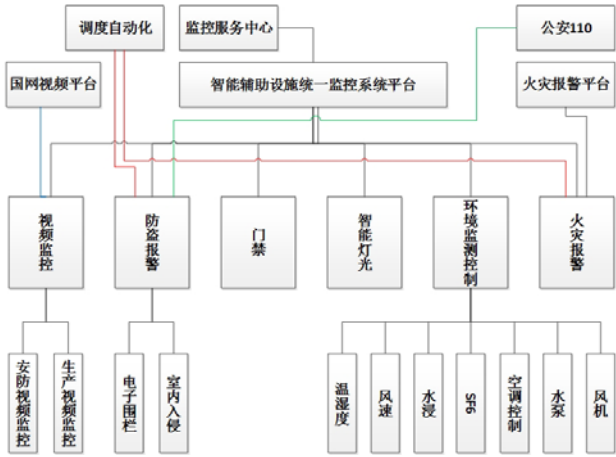 调度自动化
监控服务中心
公安110
国网视频平台
智能辅助设施统一监控系统平台
火灾报警平台
视频监控
防盗报警
门禁
智能灯光
环境监测控制
火灾报警
安防视频监控
生产视频监控
电子围栏
室内入侵
温湿度
风速
水浸
SF6
空调控制
水泵
风机